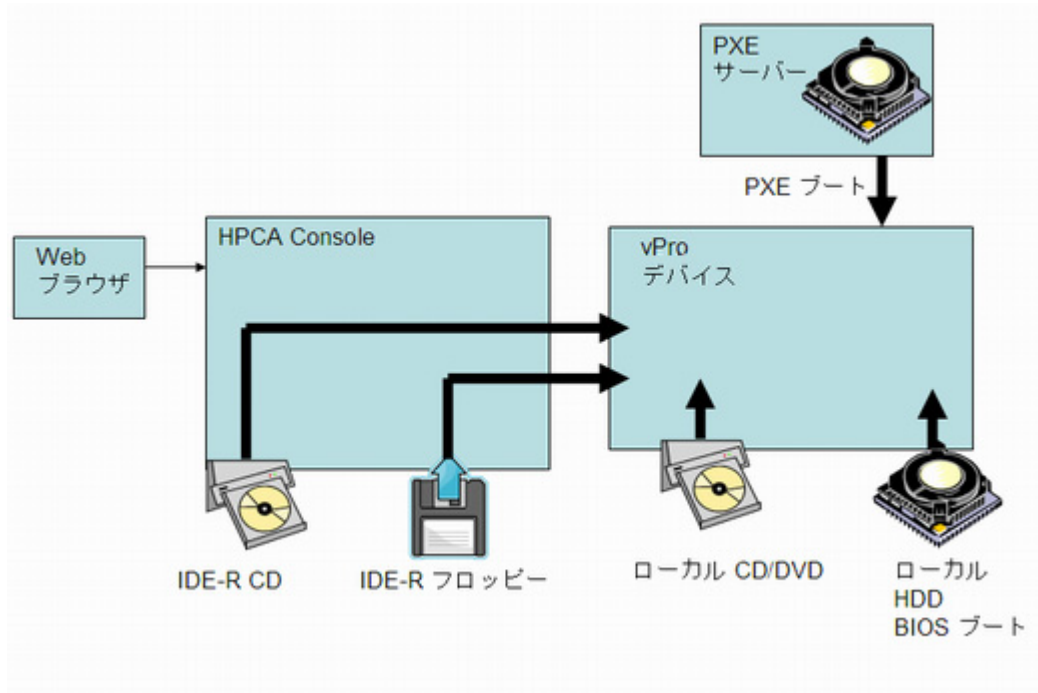 PXE
サーバー
PXE ブート
HPCA Console
Web
ブラウザ
vPro
デバイス
IDE-R CD
IDE-R フロッピー
ローカル CD/DVD
ローカル
HDD
BIOS ブート